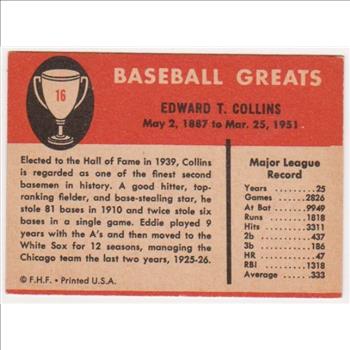 16
BASEBALL GREATS
EDWARD T. COLLINS
May 2, 1887 to Mar. 25, 1951
Elected to the Hall of Fame in 1939, Collins
is regarded as one of the finest second
basemen in history. A good hitter, top-
ranking fielder, and base-stealing star, he
stole 81 bases in 1910 and twice stole six
bases in a single game. Eddie played 9
years with the A's and then moved to the
White Sox for 12 seasons, managing the
Chicago team the last two years, 1925-26.
© F.H.F. • Printed U.S.A.
Major League
Record
Years 25
Games 2826
At Bat 9949
Runs 1818
Hits 3311
2b 437
3b 186
HR 47
RBI 1318
Average .333